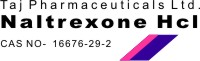 Taj Pharmaceuticals Ltd.
Naltrexone Hcl
CAS NO- 16676-29-2